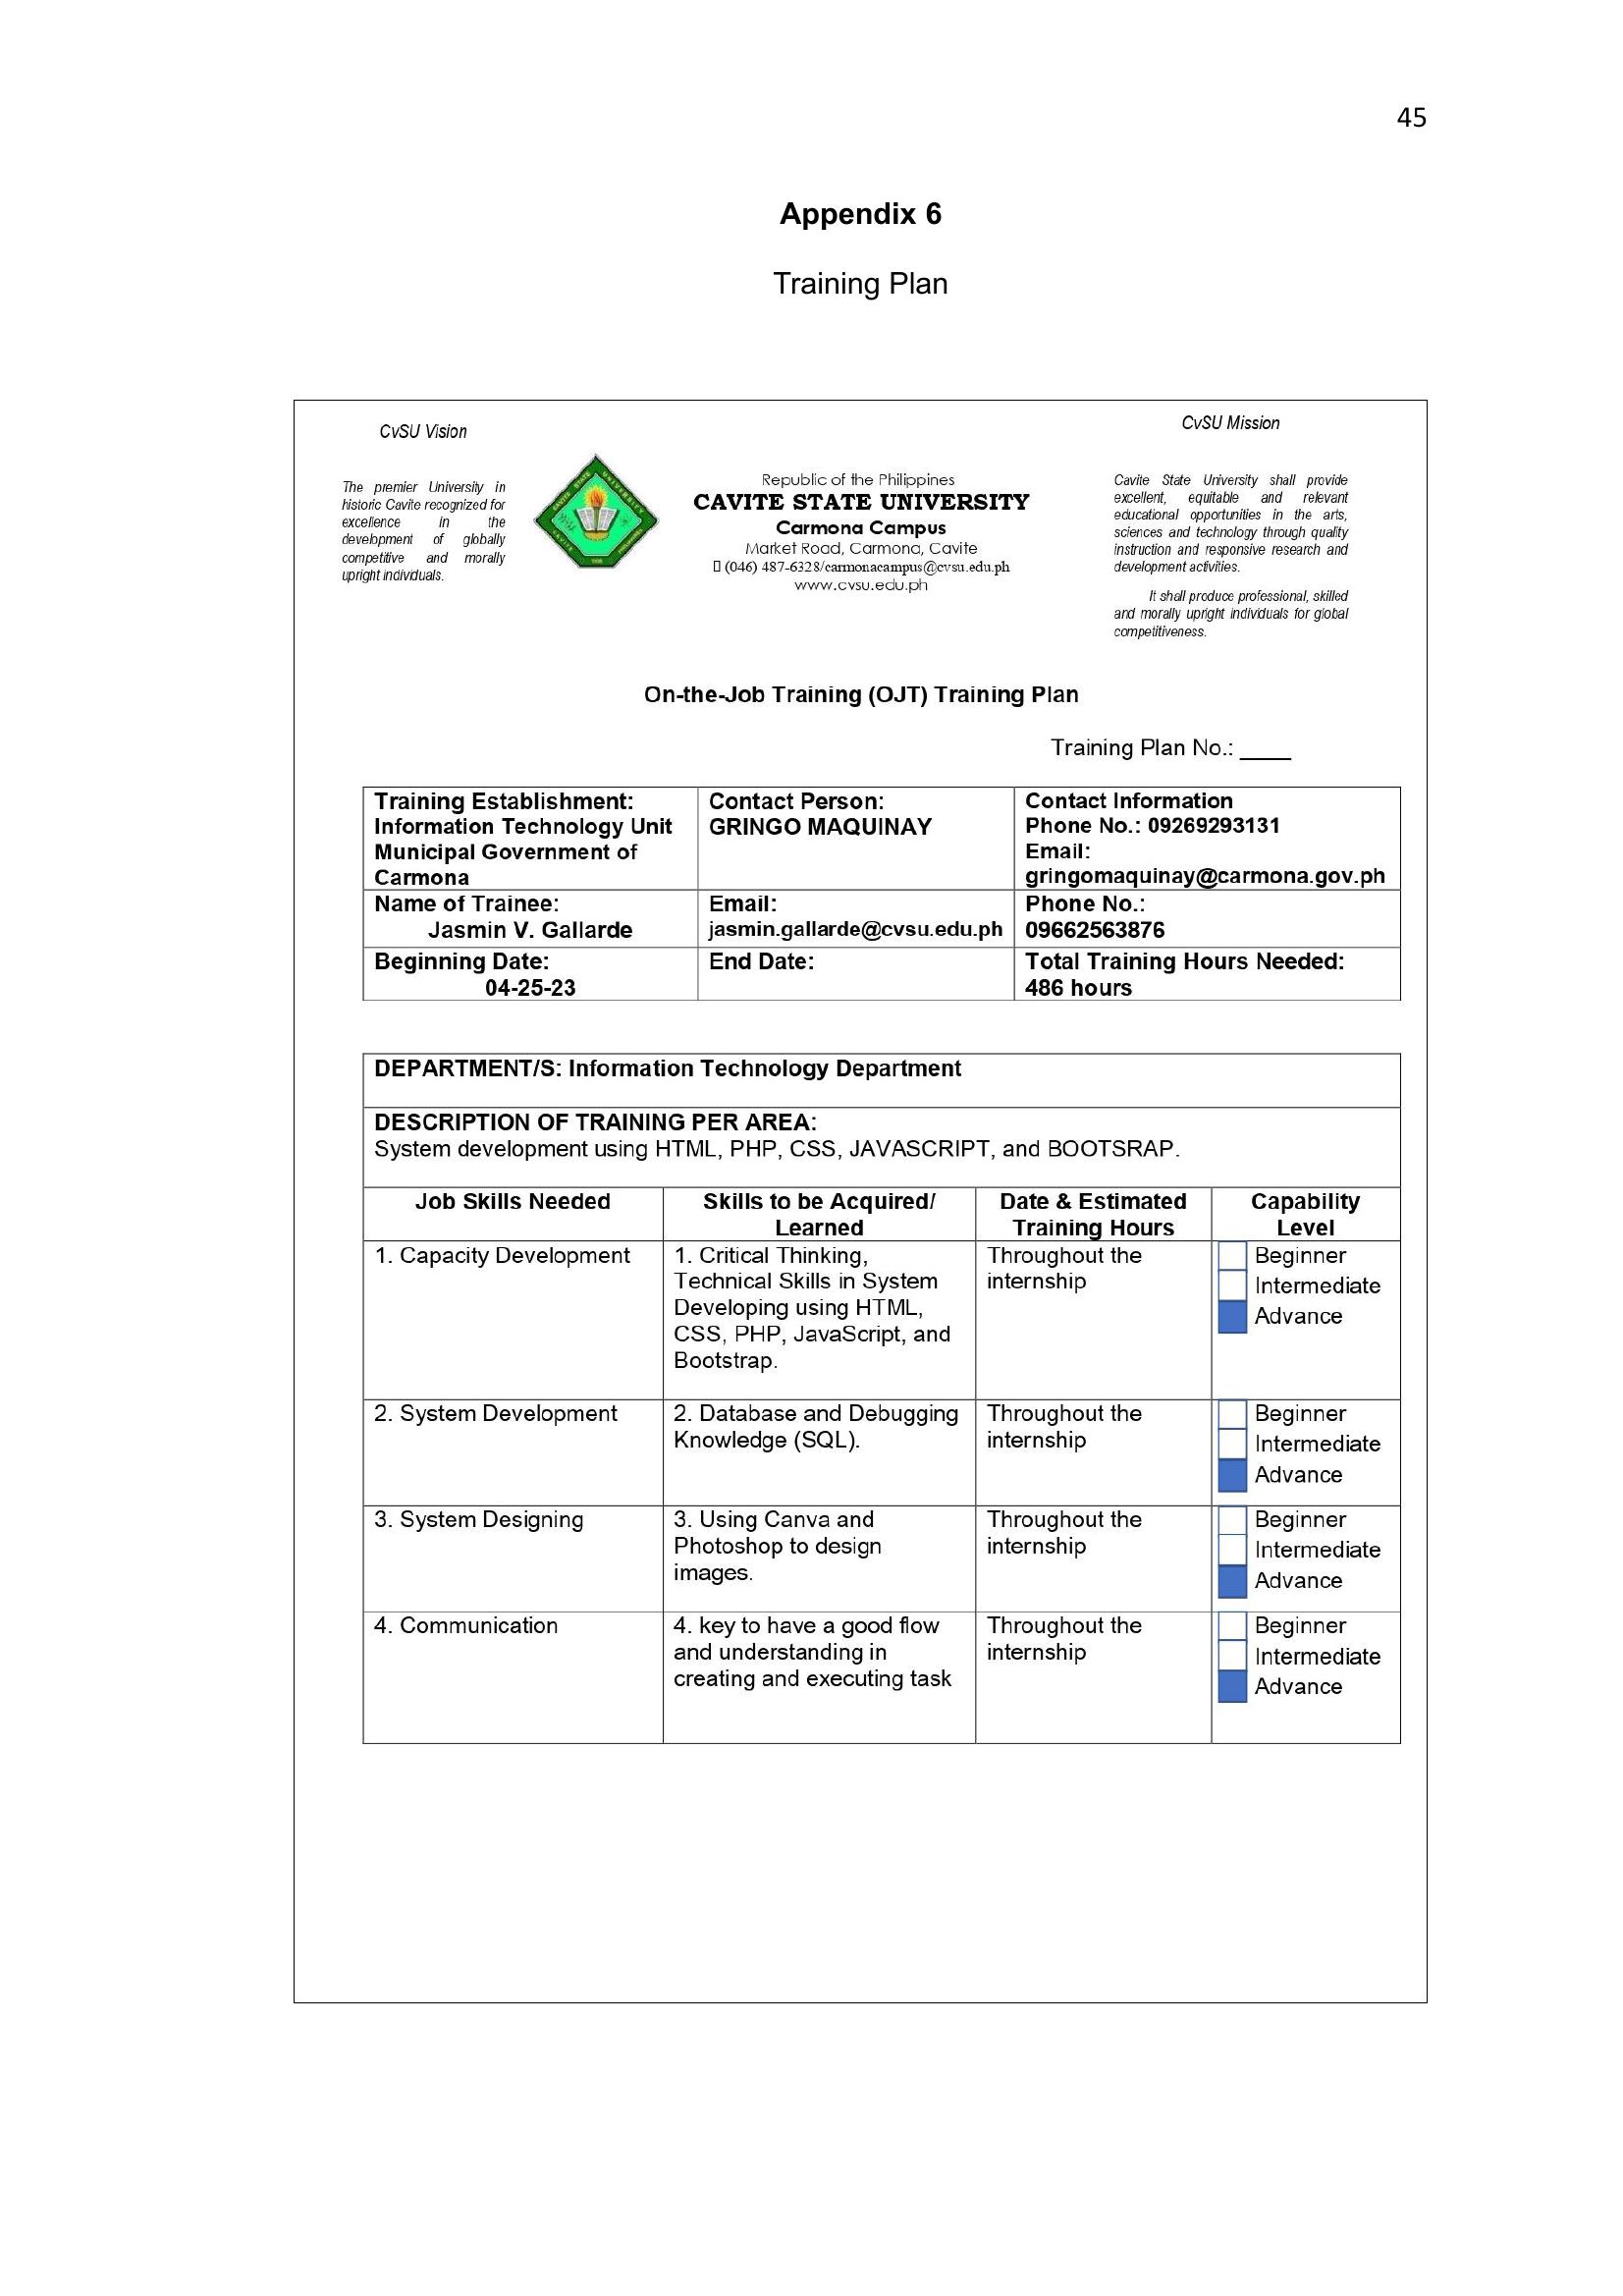 45
Appendix 6
Training Plan
CvSU Vision
The premier University in
historic Cavite recognized for
excellence in the
development of globally
competitive and morally
upright individuals.
CAVITE STATE UNIVERSITY
CAVITE PHILIPPINES
Republic of the Philippines
CAVITE STATE UNIVERSITY
Carmona Campus
Market Road, Carmona, Cavite
(046) 487-6328/carmonacampus@cvsu.edu.ph
www.cvsu.edu.ph
CvSU Mission
Cavite State University shall provide
excellent, equitable and relevant
educational opportunities in the arts,
sciences and technology through quality
instruction and responsive research and
development activities.
It shall produce professional, skilled
and morally upright individuals for global
competitiveness.
On-the-Job Training (OJT) Training Plan
Training Plan No.: ____
Training Establishment:
Information Technology Unit
Municipal Government of
Carmona
Contact Person:
GRINGO MAQUINAY
Contact Information
Phone No.: 09269293131
Email:
gringomaquinay@carmona.gov.ph
Name of Trainee:
Jasmin V. Gallarde
Email:
jasmin.gallarde@cvsu.edu.ph
Phone No.:
09662563876
Beginning Date:
04-25-23
End Date:
Total Training Hours Needed:
486 hours
DEPARTMENT/S: Information Technology Department
DESCRIPTION OF TRAINING PER AREA:
System development using HTML, PHP, CSS, JAVASCRIPT, and BOOTSRAP.
Job Skills Needed
Skills to be Acquired/
Learned
Date & Estimated
Training Hours
Capability
Level
1. Capacity Development
1. Critical Thinking,
Technical Skills in System
Developing using HTML,
CSS, PHP, JavaScript, and
Bootstrap.
Throughout the
internship
Beginner
Intermediate
Advance
2. System Development
2. Database and Debugging
Knowledge (SQL).
Throughout the
internship
Beginner
Intermediate
Advance
3. System Designing
3. Using Canva and
Photoshop to design
images.
Throughout the
internship
Beginner
Intermediate
Advance
4. Communication
4. key to have a good flow
and understanding in
creating and executing task
Throughout the
internship
Beginner
Intermediate
Advance